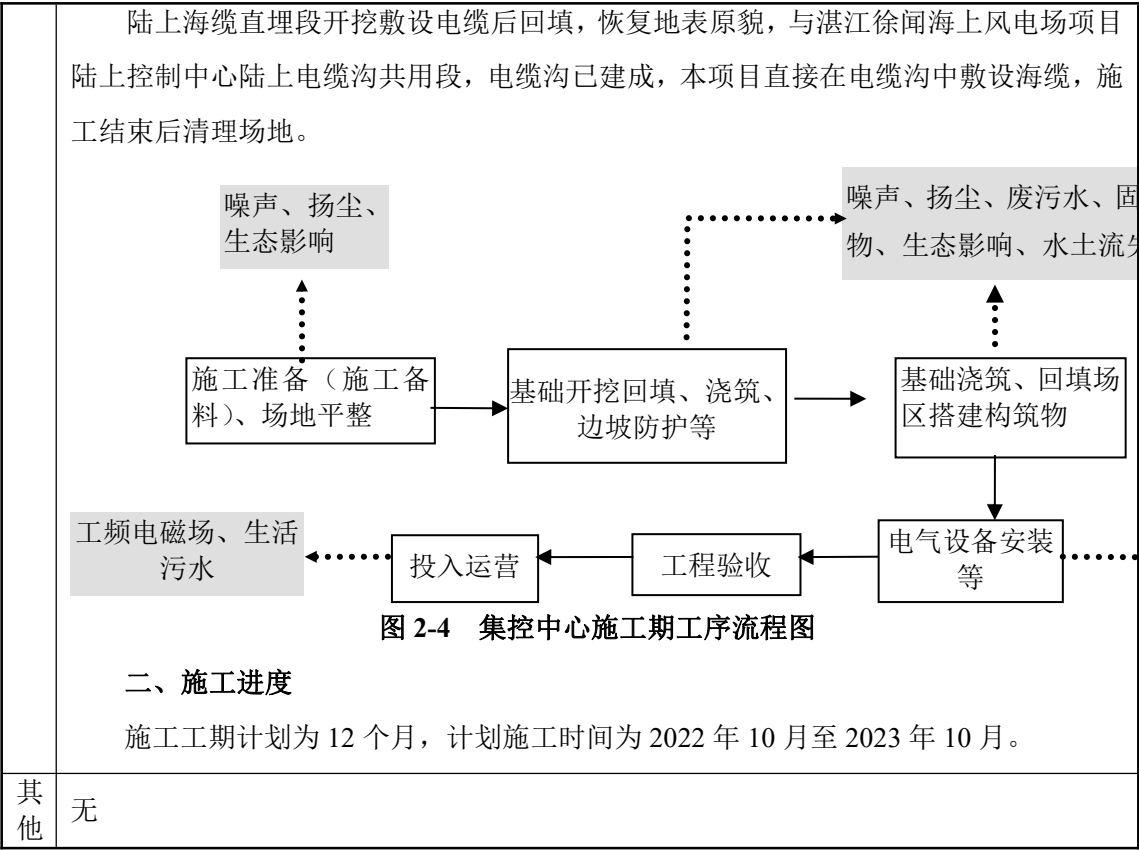 陆上海缆直埋段开挖敷设电缆后回填，恢复地表原貌，与湛江徐闻海上风电场项目
陆上控制中心陆上电缆沟共用段，电缆沟已建成，本项目直接在电缆沟中敷设海缆，施
工结束后清理场地。
噪声、扬尘、
生态影响
噪声、扬尘、废污水、固
物、生态影响、水土流失
施工准备（施工备
料）、场地平整
基础开挖回填、浇筑、
边坡防护等
基础浇筑、回填场
区搭建构筑物
工频电磁场、生活
污水
投入运营
工程验收
电气设备安装
等
图 2-4 集控中心施工期工序流程图
二、施工进度
施工工期计划为 12 个月，计划施工时间为 2022 年 10 月至 2023 年 10 月。
其
他
无